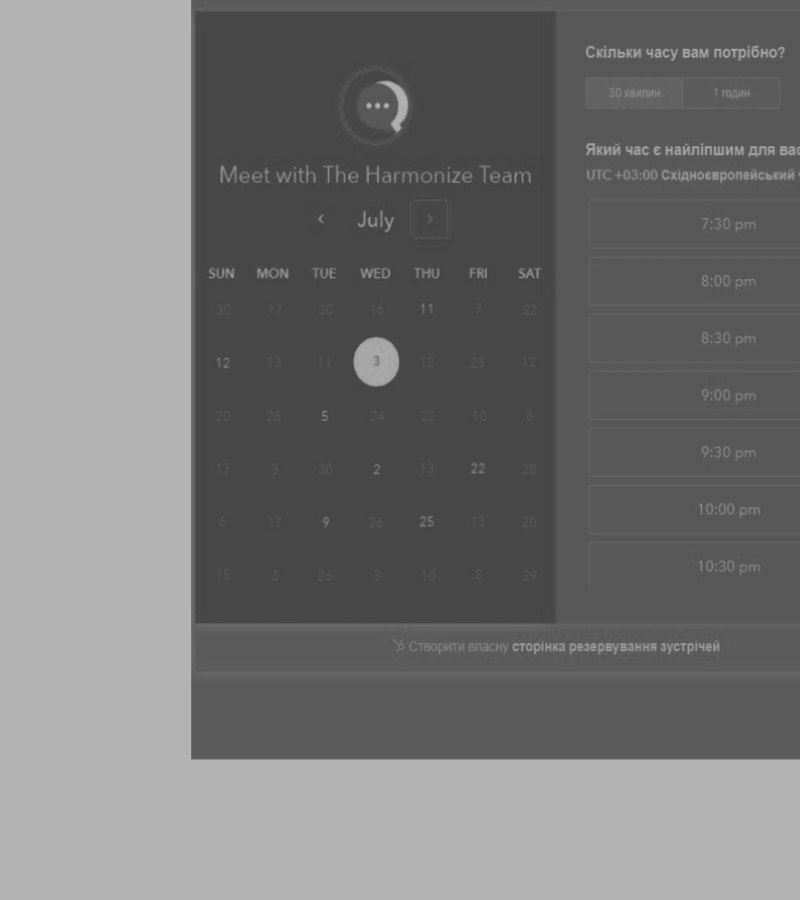 Meet with The Harmonize Team
July
SUN MON TUE WED THU FRI SAT
30 17 30 16 11 7 22
12 13 11 3 12 25 12
20 28 5 24 22 10 8
13 3 30 2 13 22 28
6 17 9 26 25 13 20
15 3 26 3 10 8 29
Скільки часу вам потрібно?
30 хвилин 1 годин
Який час є найліпшим для вас
UTC +03:00 Східноєвропейський ч
7:30 pm
8:00 pm
8:30 pm
9:00 pm
9:30 pm
10:00 pm
10:30 pm
Створити власну сторінка резервування зустрічей